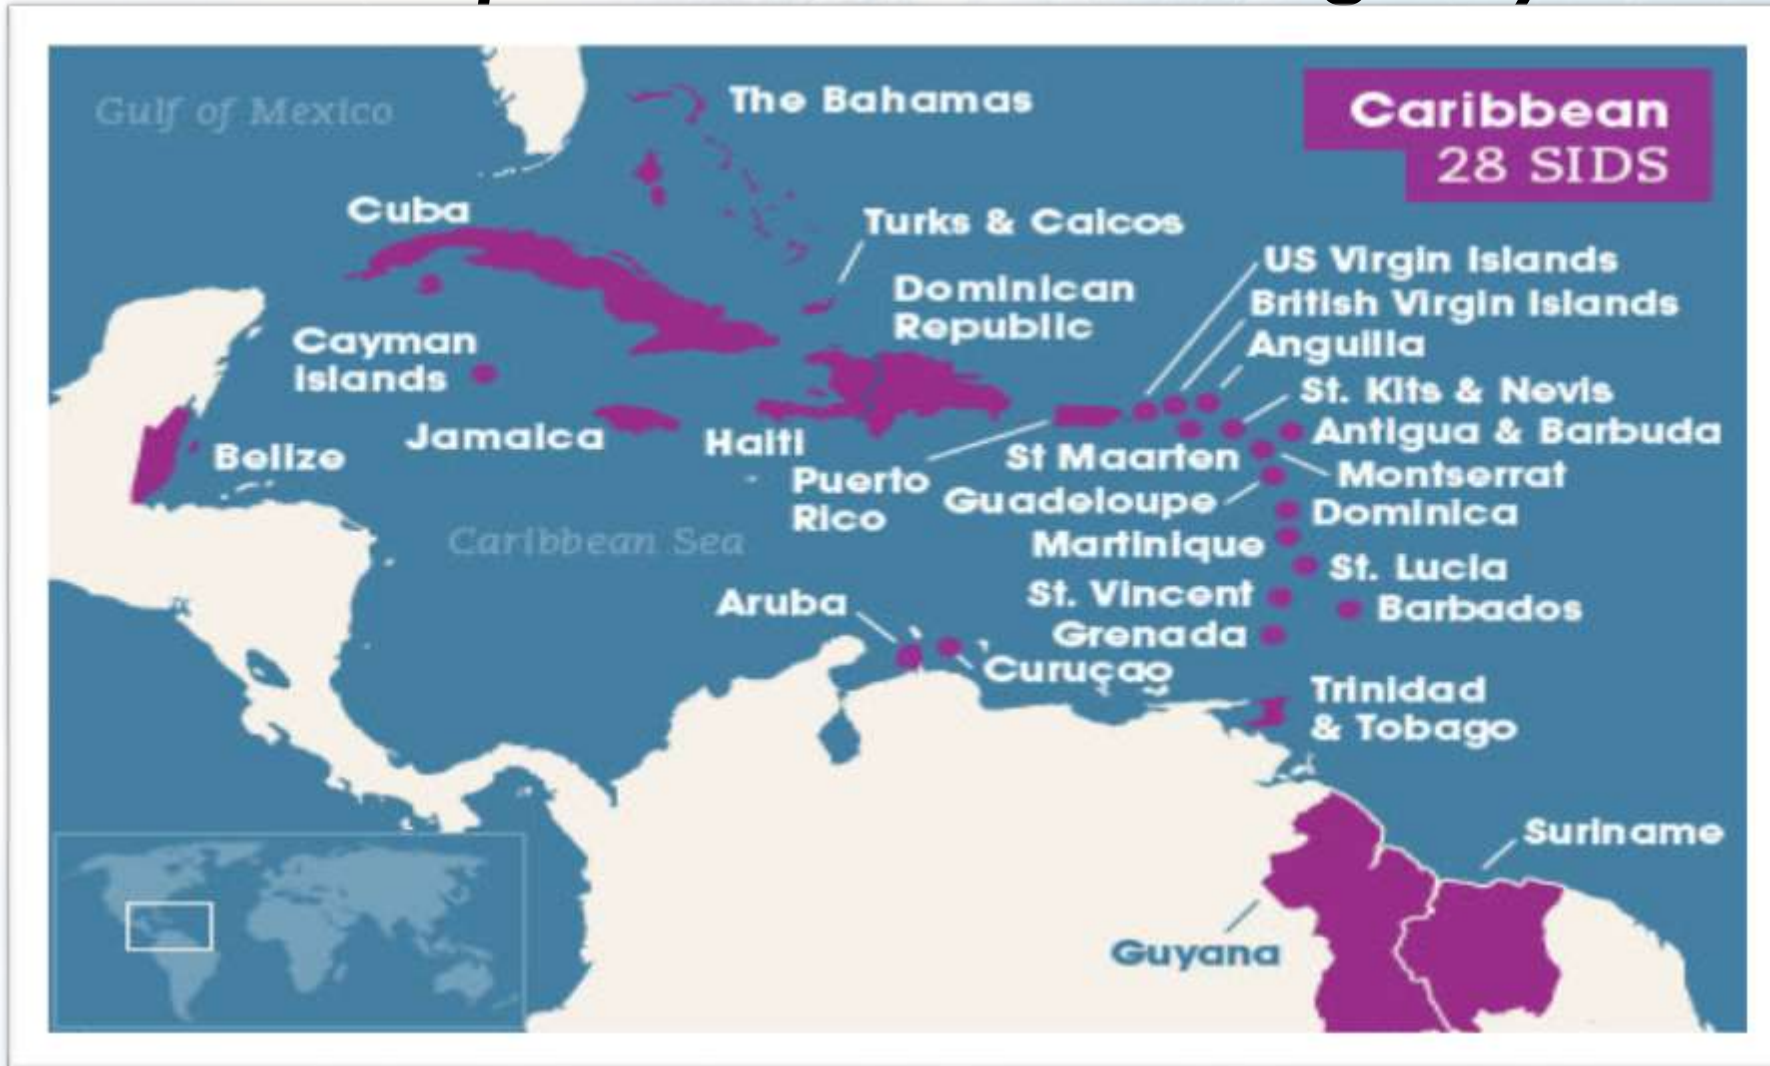 Gulf of Mexico
The Bahamas
Caribbean
28 SIDS
Cuba
Turks & Caicos
US Virgin Islands
Dominican
Republic
British Virgin Islands
Anguilla
Cayman
Islands
St. Kits & Nevis
Jamaica
Haiti
Antigua & Barbuda
Belize
St Maarten
Montserrat
Puerto
Rico
Guadeloupe
Dominica
Caribbean Sea
Martinique
St. Lucia
Aruba
St. Vincent
Barbados
Grenada
Curuçao
Trinidad
& Tobago
Suriname
Guyana